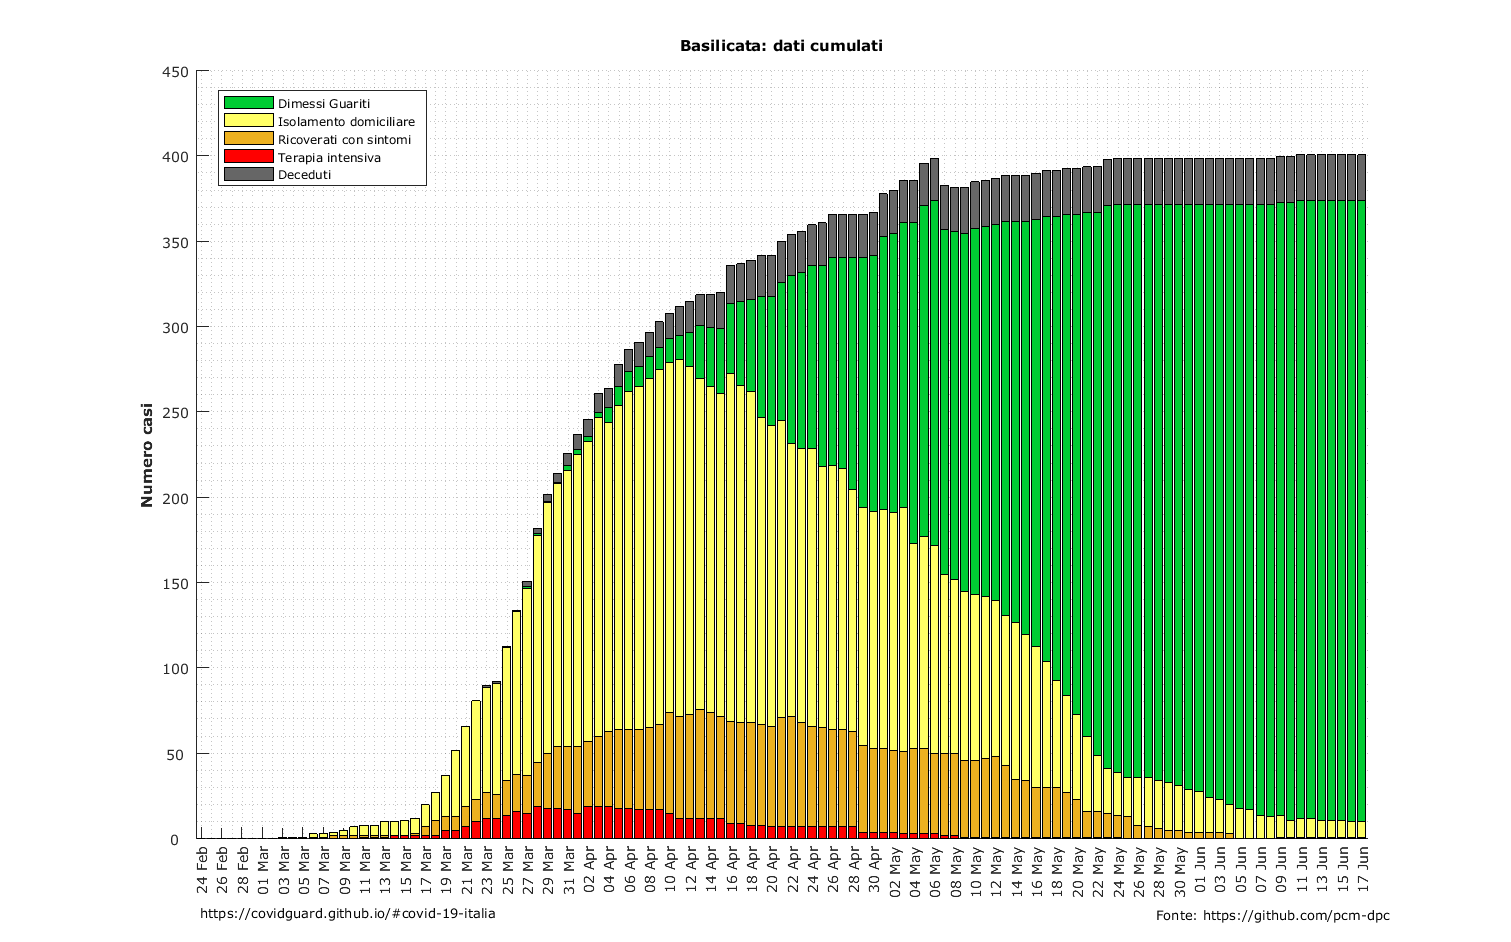 Basilicata: dati cumulati
450
400
350
300
250
200
150
100
50
0
Numero casi
Dimessi Guariti
Isolamento domiciliare
Ricoverati con sintomi
Terapia intensiva
Deceduti
24 Feb
26 Feb
28 Feb
01 Mar
03 Mar
05 Mar
07 Mar
09 Mar
11 Mar
13 Mar
15 Mar
17 Mar
19 Mar
21 Mar
23 Mar
25 Mar
27 Mar
29 Mar
31 Mar
02 Apr
04 Apr
06 Apr
08 Apr
10 Apr
12 Apr
14 Apr
16 Apr
18 Apr
20 Apr
22 Apr
24 Apr
26 Apr
28 Apr
30 Apr
02 May
04 May
06 May
08 May
10 May
12 May
14 May
16 May
18 May
20 May
22 May
24 May
26 May
28 May
30 May
01 Jun
03 Jun
05 Jun
07 Jun
09 Jun
11 Jun
13 Jun
15 Jun
17 Jun
https://covidguard.github.io/#covid-19-italia
Fonte: https://github.com/pcm-dpc